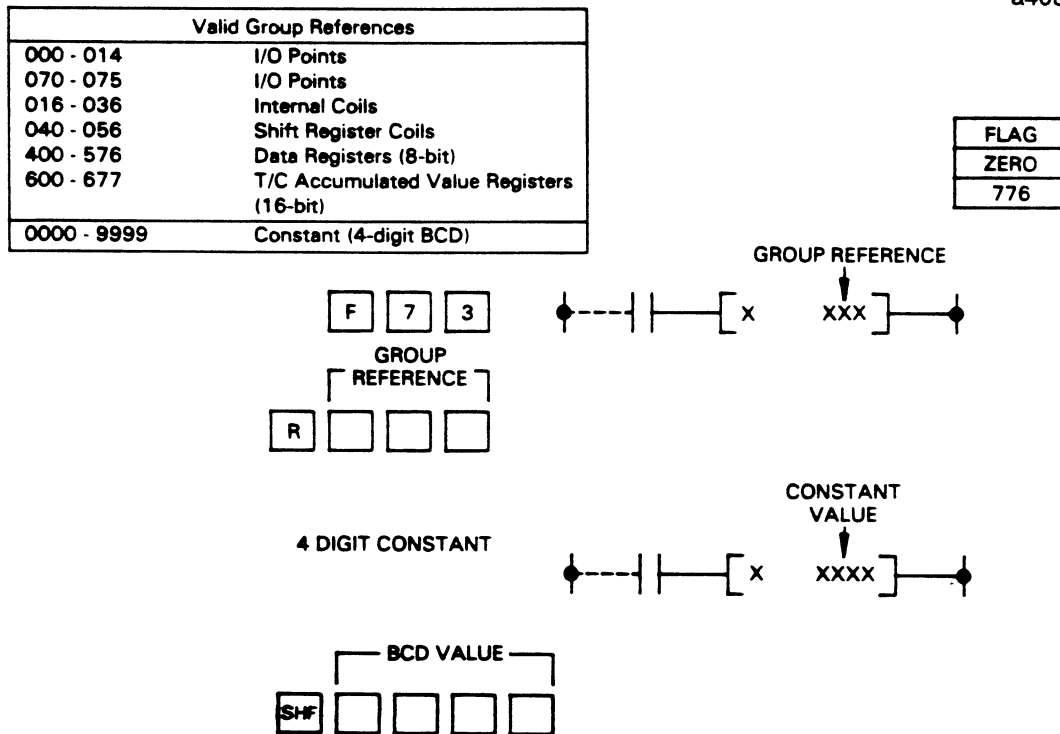 Valid Group References
000 - 014 I/O Points
070 - 075 I/O Points
016 - 036 Internal Coils
040 - 056 Shift Register Coils
400 - 576 Data Registers (8-bit)
600 - 677 T/C Accumulated Value Registers
(16-bit)
0000 - 9999 Constant (4-digit BCD)
FLAG
ZERO
776
GROUP REFERENCE
F 7 3
X XXX
GROUP
REFERENCE
R
CONSTANT
VALUE
4 DIGIT CONSTANT
X XXXX
BCD VALUE
SHF